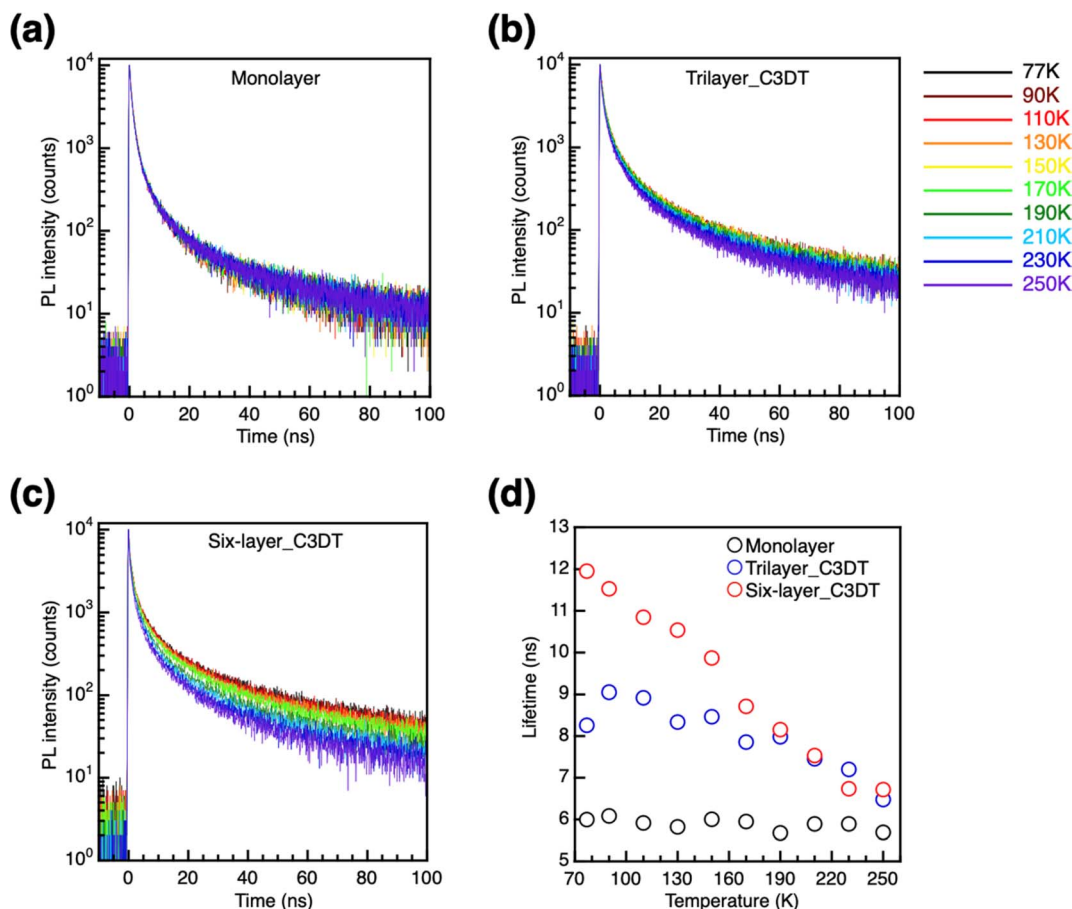 (a)
Monolayer
10^4
10^3
10^2
10^1
10^0
PL intensity (counts)
0 20 40 60 80 100
Time (ns)
(b)
Trilayer_C3DT
10^4
10^3
10^2
10^1
10^0
PL intensity (counts)
0 20 40 60 80 100
Time (ns)
77K
90K
110K
130K
150K
170K
190K
210K
230K
250K
(c)
Six-layer_C3DT
10^4
10^3
10^2
10^1
10^0
PL intensity (counts)
0 20 40 60 80 100
Time (ns)
(d)
Monolayer
Trilayer_C3DT
Six-layer_C3DT
13
12
11
10
9
8
7
6
5
Lifetime (ns)
70 100 130 160 190 220 250
Temperature (K)